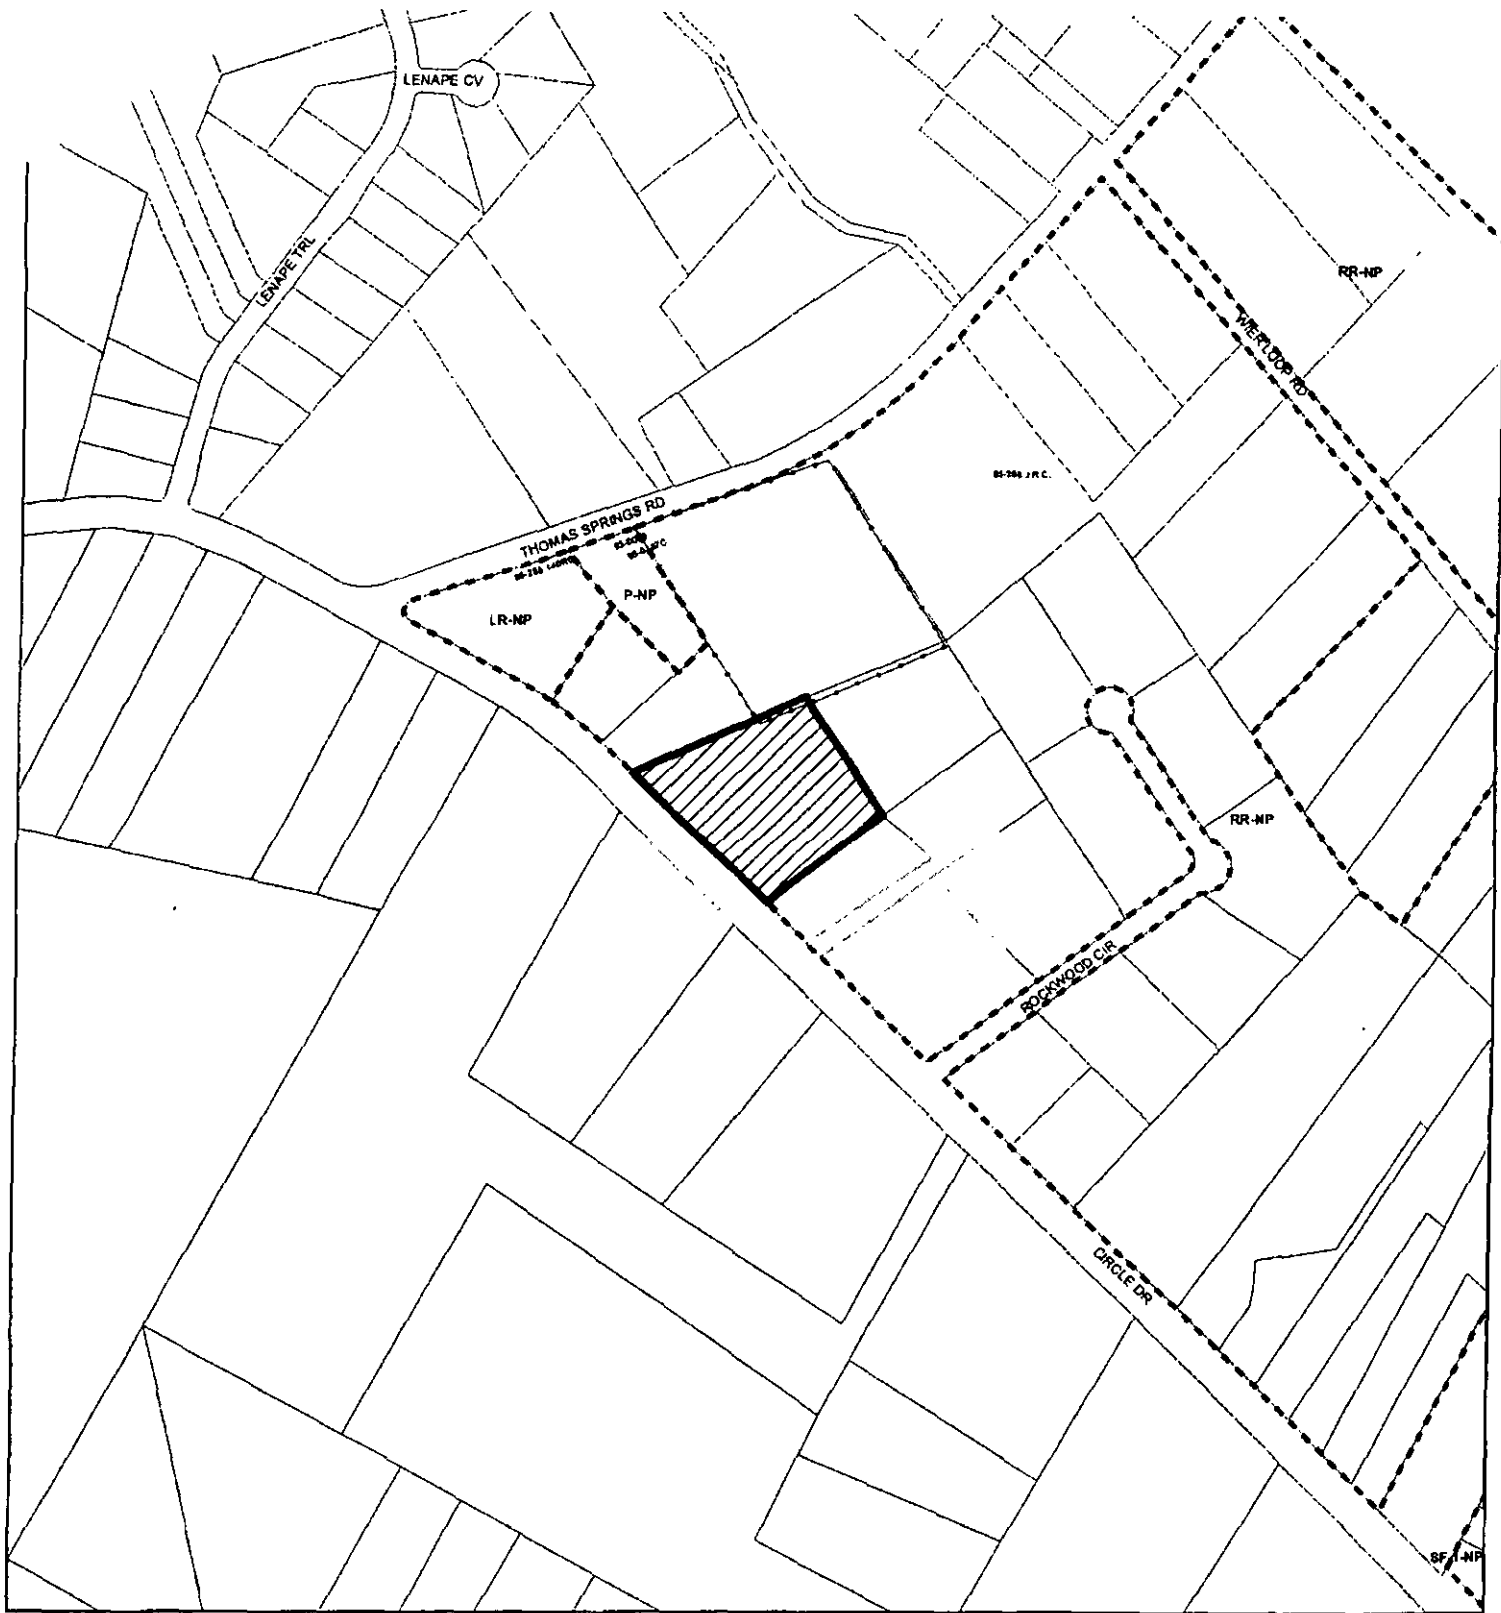 LENAPE CV
LENAPE TRL
RR-NP
WIER LOOP RD
THOMAS SPRINGS RD
P-NP
LR-NP
RR-NP
ROCKWOOD CIR
CIRCLE DR
SF-1-NP